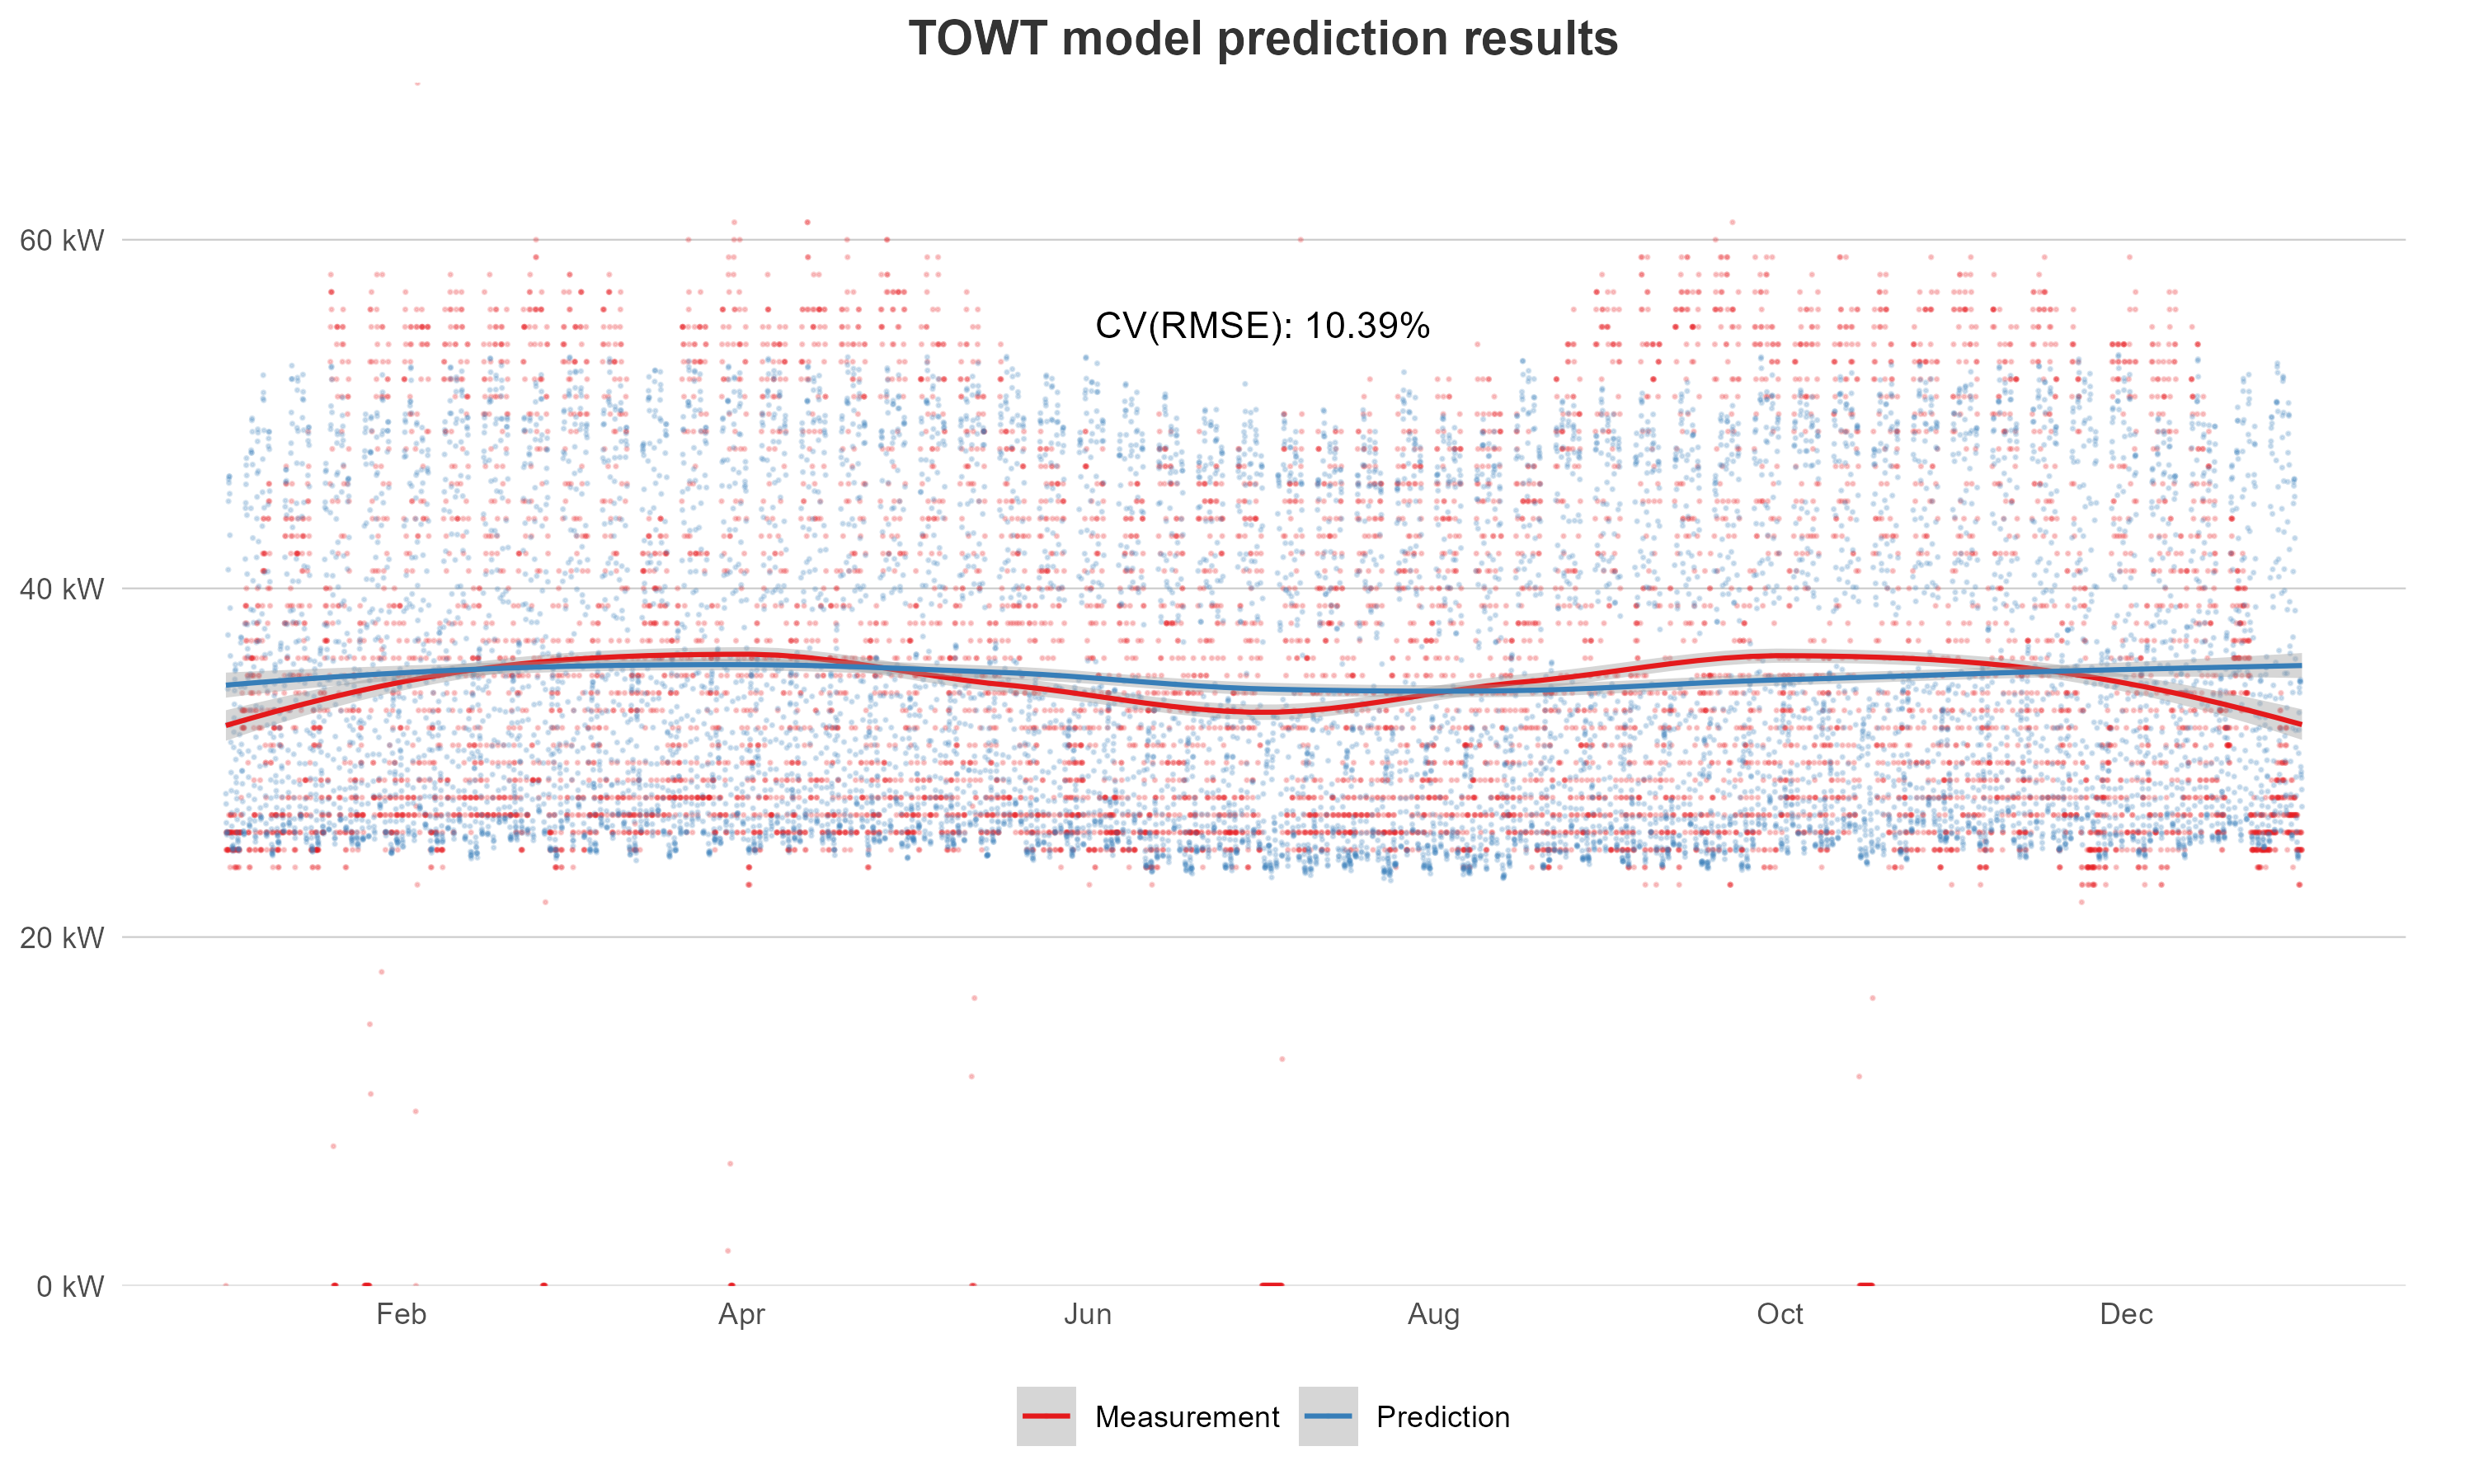 TOWT model prediction results
60 kW
CV(RMSE): 10.39%
40 kW
20 kW
0 kW
Feb Apr Jun Aug Oct Dec
Measurement Prediction